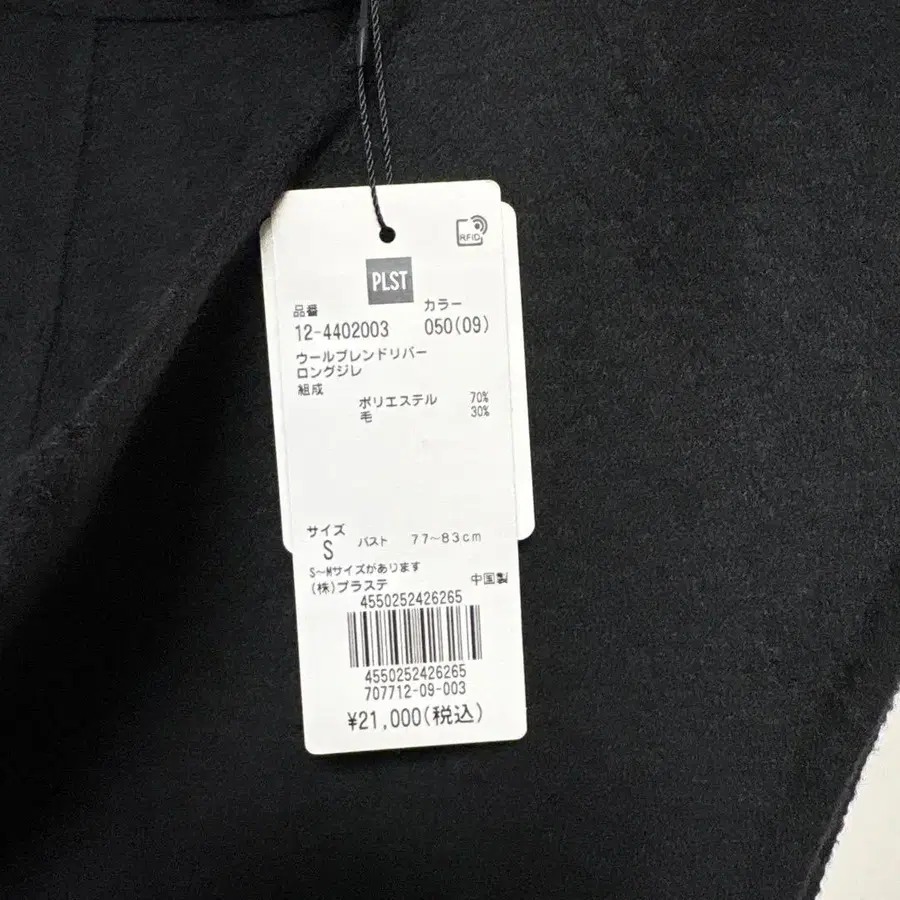 RFID
PLST
品番 カラー
12-4402003 050(09)
ウールブレンドリバー
ロングジレ
組成
ポリエステル 70%
毛 30%
サイズ
S バスト 77~83cm
S~Mサイズがあります
(株)プラステ 中国製
4550252426265
4550252426265
707712-09-003
¥21,000(税込)